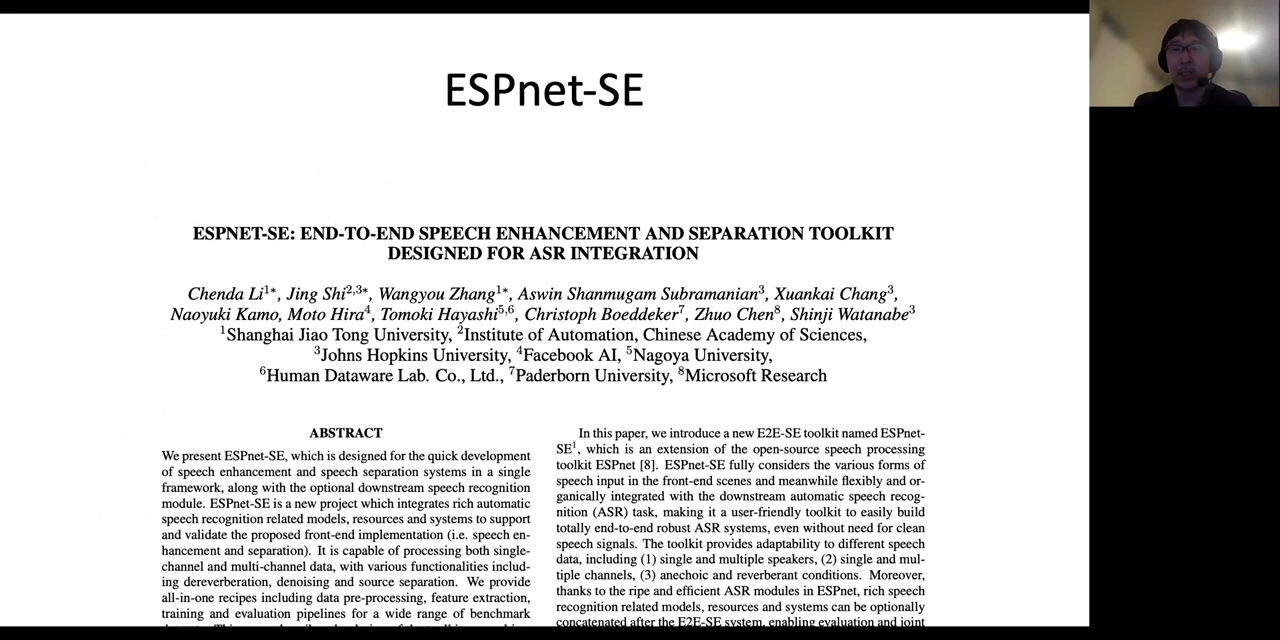 ESPnet-SE
ESPNET-SE: END-TO-END SPEECH ENHANCEMENT AND SEPARATION TOOLKIT
DESIGNED FOR ASR INTEGRATION
Chenda Li1*, Jing Shi2,3*, Wangyou Zhang1*, Aswin Shanmugam Subramanian3, Xuankai Chang3,
Naoyuki Kamo, Moto Hira4, Tomoki Hayashi5,6, Christoph Boeddeker7, Zhuo Chen8, Shinji Watanabe3
1Shanghai Jiao Tong University, 2Institute of Automation, Chinese Academy of Sciences,
3Johns Hopkins University, 4Facebook AI, 5Nagoya University,
6Human Dataware Lab. Co., Ltd., 7Paderborn University, 8Microsoft Research
ABSTRACT
We present ESPnet-SE, which is designed for the quick development
of speech enhancement and speech separation systems in a single
framework, along with the optional downstream speech recognition
module. ESPnet-SE is a new project which integrates rich automatic
speech recognition related models, resources and systems to support
and validate the proposed front-end implementation (i.e. speech en-
hancement and separation). It is capable of processing both single-
channel and multi-channel data, with various functionalities includ-
ing dereverberation, denoising and source separation. We provide
all-in-one recipes including data pre-processing, feature extraction,
training and evaluation pipelines for a wide range of benchmark
In this paper, we introduce a new E2E-SE toolkit named ESPnet-
SE1, which is an extension of the open-source speech processing
toolkit ESPnet [8]. ESPnet-SE fully considers the various forms of
speech input in the front-end scenes and meanwhile flexibly and or-
ganically integrated with the downstream automatic speech recog-
nition (ASR) task, making it a user-friendly toolkit to easily build
totally end-to-end robust ASR systems, even without need for clean
speech signals. The toolkit provides adaptability to different speech
data, including (1) single and multiple speakers, (2) single and mul-
tiple channels, (3) anechoic and reverberant conditions. Moreover,
thanks to the ripe and efficient ASR modules in ESPnet, rich speech
recognition related models, resources and systems can be optionally
concatenated after the E2E-SE system, enabling evaluation and joint